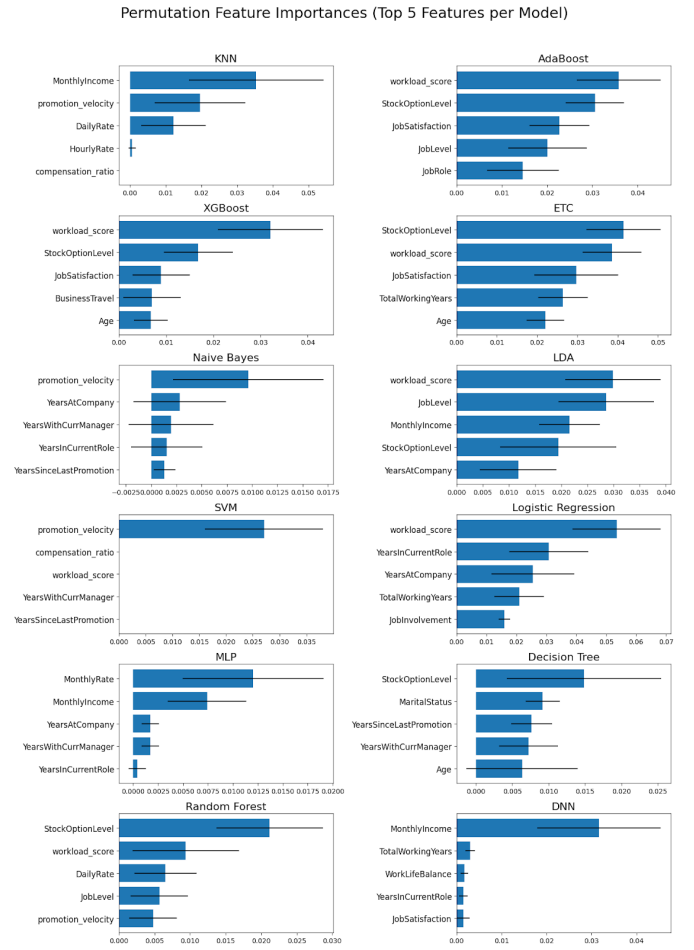 Permutation Feature Importances (Top 5 Features per Model)
KNN
MonthlyIncome
promotion_velocity
DailyRate
HourlyRate
compensation_ratio
0.00 0.01 0.02 0.03 0.04 0.05
AdaBoost
workload_score
StockOptionLevel
JobSatisfaction
JobLevel
JobRole
0.00 0.01 0.02 0.03 0.04
XGBoost
workload_score
StockOptionLevel
JobSatisfaction
BusinessTravel
Age
0.00 0.01 0.02 0.03 0.04
ETC
StockOptionLevel
workload_score
JobSatisfaction
TotalWorkingYears
Age
0.00 0.01 0.02 0.03 0.04 0.05
Naive Bayes
promotion_velocity
YearsAtCompany
YearsWithCurrManager
YearsInCurrentRole
YearsSinceLastPromotion
−0.0025 0.0000 0.0025 0.0050 0.0075 0.0100 0.0125 0.0150 0.0175
LDA
workload_score
JobLevel
MonthlyIncome
StockOptionLevel
YearsAtCompany
0.000 0.005 0.010 0.015 0.020 0.025 0.030 0.035 0.040
SVM
promotion_velocity
compensation_ratio
workload_score
YearsWithCurrManager
YearsSinceLastPromotion
0.000 0.005 0.010 0.015 0.020 0.025 0.030 0.035
Logistic Regression
workload_score
YearsInCurrentRole
YearsAtCompany
TotalWorkingYears
JobInvolvement
0.00 0.01 0.02 0.03 0.04 0.05 0.06 0.07
MLP
MonthlyRate
MonthlyIncome
YearsAtCompany
YearsWithCurrManager
YearsInCurrentRole
0.0000 0.0025 0.0050 0.0075 0.0100 0.0125 0.0150 0.0175 0.0200
Decision Tree
StockOptionLevel
MaritalStatus
YearsSinceLastPromotion
YearsWithCurrManager
Age
0.000 0.005 0.010 0.015 0.020 0.025
Random Forest
StockOptionLevel
workload_score
DailyRate
JobLevel
promotion_velocity
0.000 0.005 0.010 0.015 0.020 0.025 0.030
DNN
MonthlyIncome
TotalWorkingYears
WorkLifeBalance
YearsInCurrentRole
JobSatisfaction
0.00 0.01 0.02 0.03 0.04